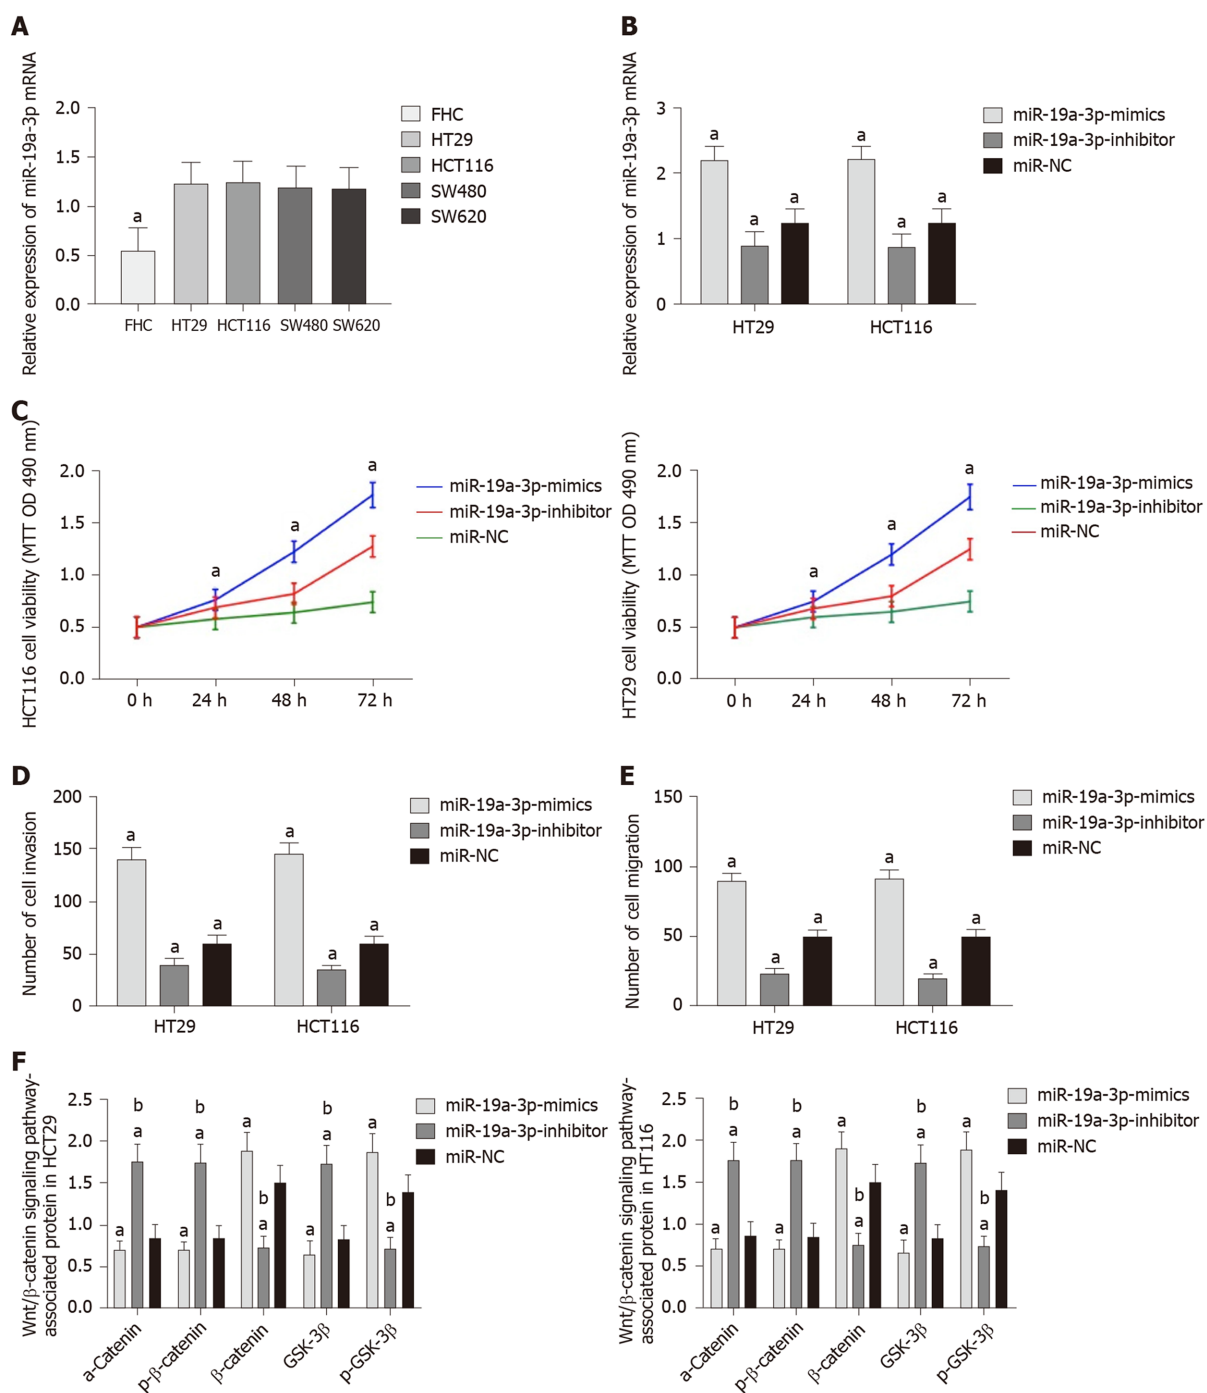 A
Relative expression of miR-19a-3p mRNA
2.0
1.5
1.0
0.5
0.0
a
FHC
HT29
HCT116
SW480
SW620
FHC
HT29
HCT116
SW480
SW620
B
Relative expression of miR-19a-3p mRNA
3
2
1
0
a
a
a
a
a
a
HT29
HCT116
miR-19a-3p-mimics
miR-19a-3p-inhibitor
miR-NC
C
HCT116 cell viability (MTT OD 490 nm)
2.0
1.5
1.0
0.5
0.0
a
a
a
0 h
24 h
48 h
72 h
miR-19a-3p-mimics
miR-19a-3p-inhibitor
miR-NC
HT29 cell viability (MTT OD 490 nm)
2.0
1.5
1.0
0.5
0.0
a
a
a
0 h
24 h
48 h
72 h
miR-19a-3p-mimics
miR-19a-3p-inhibitor
miR-NC
D
Number of cell invasion
200
150
100
50
0
a
a
a
a
a
a
HT29
HCT116
miR-19a-3p-mimics
miR-19a-3p-inhibitor
miR-NC
E
Number of cell migration
150
100
50
0
a
a
a
a
a
a
HT29
HCT116
miR-19a-3p-mimics
miR-19a-3p-inhibitor
miR-NC
F
Wnt/β-catenin signaling pathway-
associated protein in HCT29
2.5
2.0
1.5
1.0
0.5
0.0
a
b
a
a
b
a
a
b
a
a
b
a
a
b
a
a-Catenin
p-β-catenin
β-catenin
GSK-3β
p-GSK-3β
miR-19a-3p-mimics
miR-19a-3p-inhibitor
miR-NC
Wnt/β-catenin signaling pathway-
associated protein in HT116
2.5
2.0
1.5
1.0
0.5
0.0
a
b
a
a
b
a
a
b
a
a
b
a
a
b
a
a-Catenin
p-β-catenin
β-catenin
GSK-3β
p-GSK-3β
miR-19a-3p-mimics
miR-19a-3p-inhibitor
miR-NC